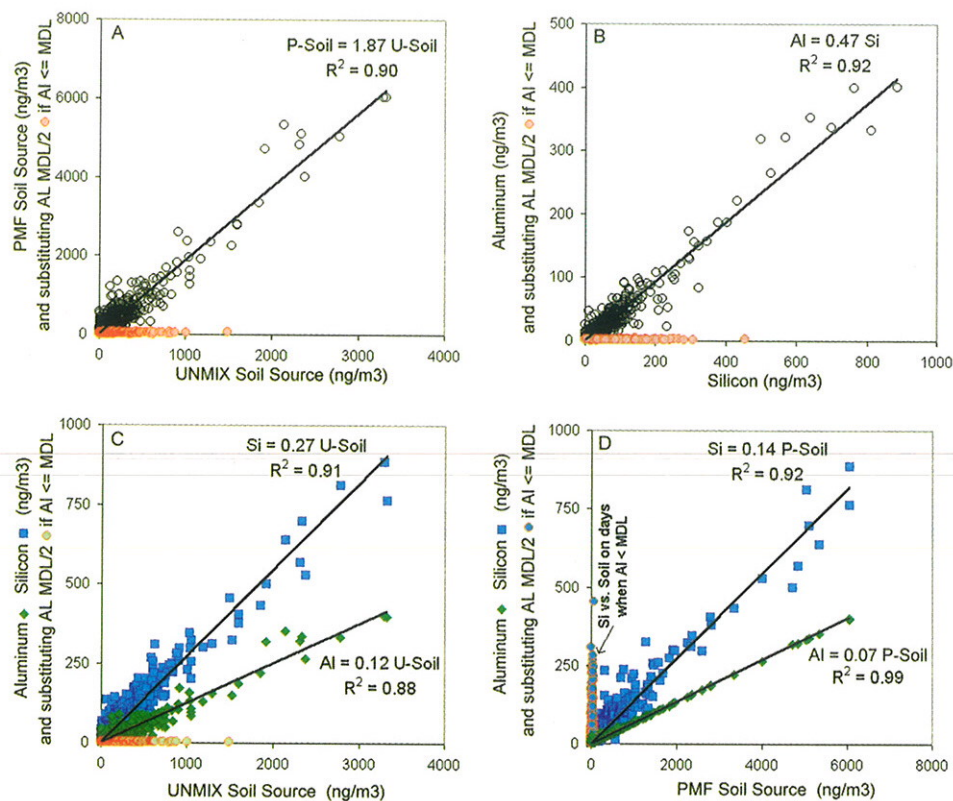 A
P-Soil = 1.87 U-Soil
R2 = 0.90
PMF Soil Source (ng/m3)
and substituting AL MDL/2 if Al <= MDL
8000
6000
4000
2000
0
0 1000 2000 3000 4000
UNMIX Soil Source (ng/m3)
B
Al = 0.47 Si
R2 = 0.92
Aluminum (ng/m3)
and substituting AL MDL/2 if Al <= MDL
500
400
300
200
100
0
0 200 400 600 800 1000
Silicon (ng/m3)
C
Si = 0.27 U-Soil
R2 = 0.91
Al = 0.12 U-Soil
R2 = 0.88
Aluminum Silicon (ng/m3)
and substituting AL MDL/2 if Al <= MDL
1000
750
500
250
0
0 1000 2000 3000 4000
UNMIX Soil Source (ng/m3)
D
Si = 0.14 P-Soil
R2 = 0.92
Si vs. Soil on days
when Al < MDL
Al = 0.07 P-Soil
R2 = 0.99
Aluminum Silicon (ng/m3)
and substituting AL MDL/2 if Al <= MDL
1000
750
500
250
0
0 2000 4000 6000 8000
PMF Soil Source (ng/m3)